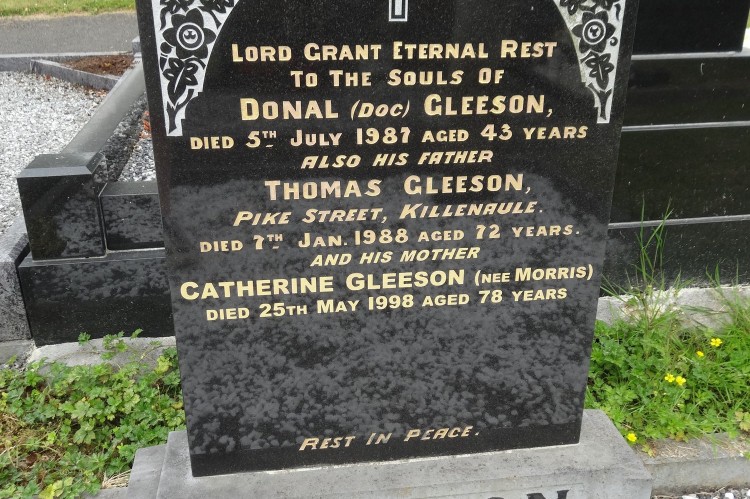 LORD GRANT ETERNAL REST
TO THE SOULS OF
DONAL (DOC) GLEESON,
DIED 5TH JULY 1987 AGED 43 YEARS
ALSO HIS FATHER
THOMAS GLEESON,
PIKE STREET, KILLENAULE.
DIED 7TH JAN. 1988 AGED 72 YEARS.
AND HIS MOTHER
CATHERINE GLEESON (NEE MORRIS)
DIED 25TH MAY 1998 AGED 78 YEARS
REST IN PEACE.